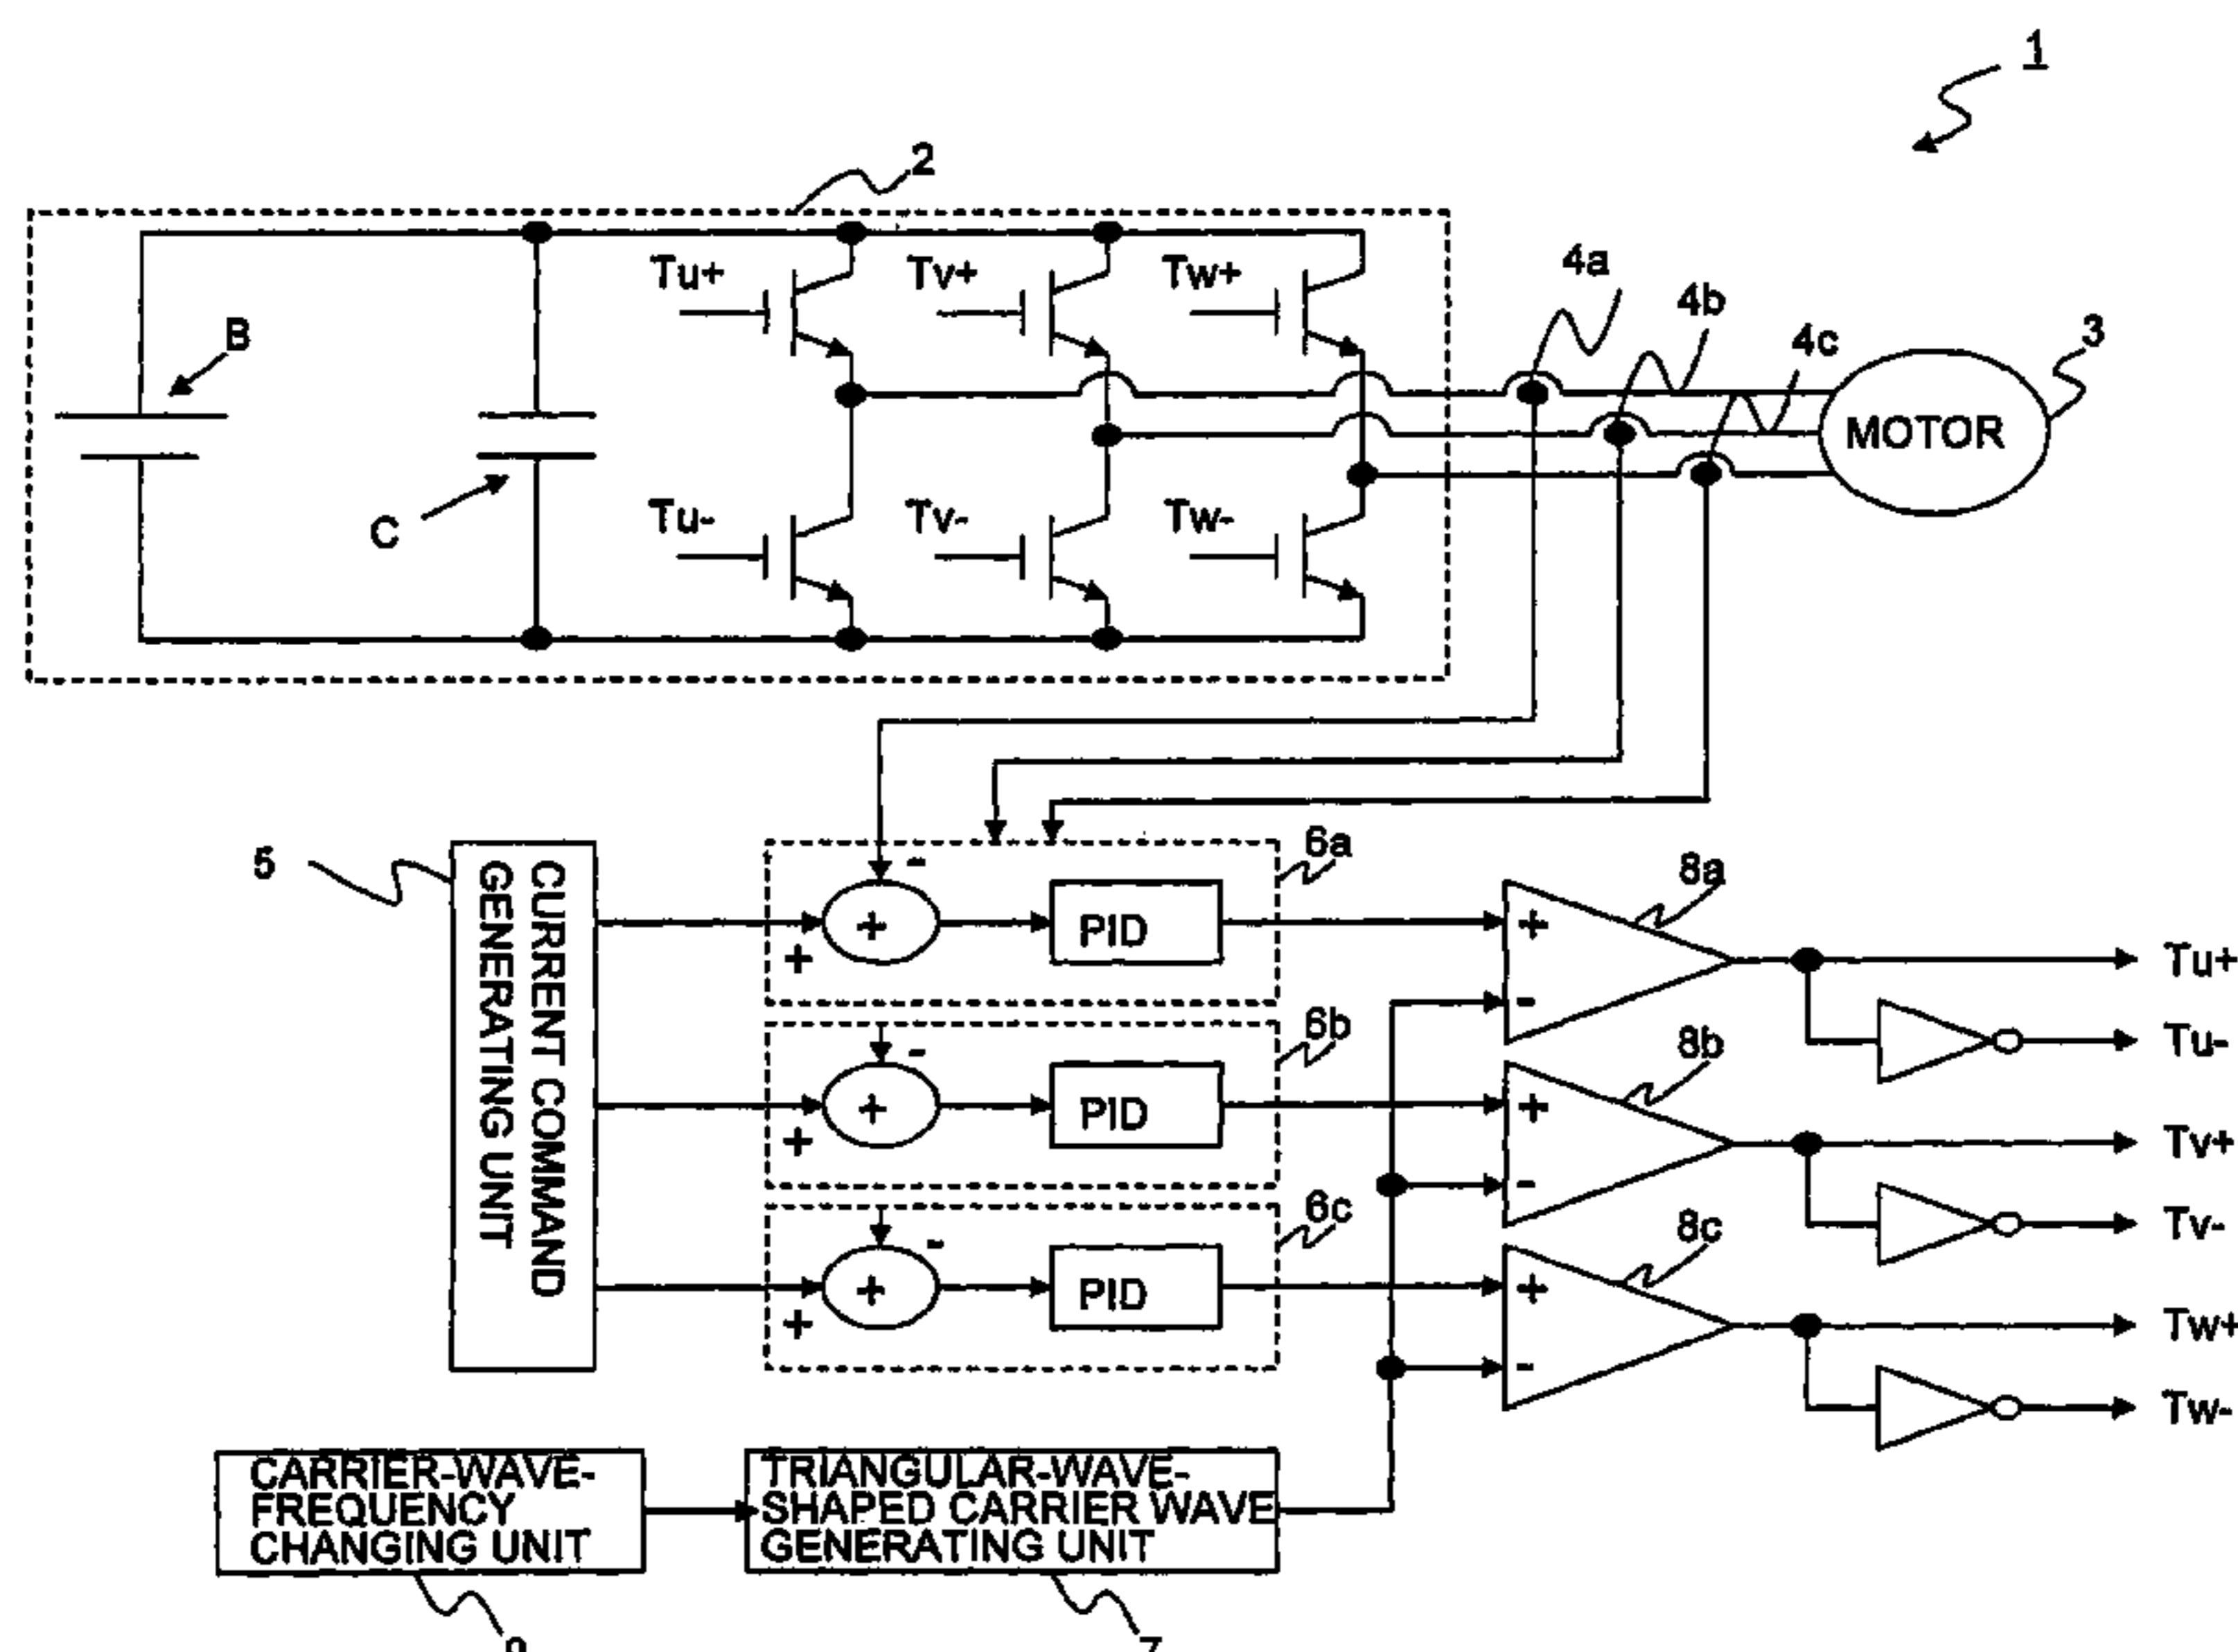 1
2
Tu+
Tv+
Tw+
4a
4b
4c
3
B
MOTOR
C
Tu-
Tv-
Tw-
5
CURRENT COMMAND
GENERATING UNIT
6a
-
+
+
PID
8a
+
-
Tu+
Tu-
6b
-
+
+
PID
8b
+
-
Tv+
Tv-
6c
-
+
+
PID
8c
+
-
Tw+
Tw-
CARRIER-WAVE-
FREQUENCY
CHANGING UNIT
TRIANGULAR-WAVE-
SHAPED CARRIER WAVE
GENERATING UNIT
7